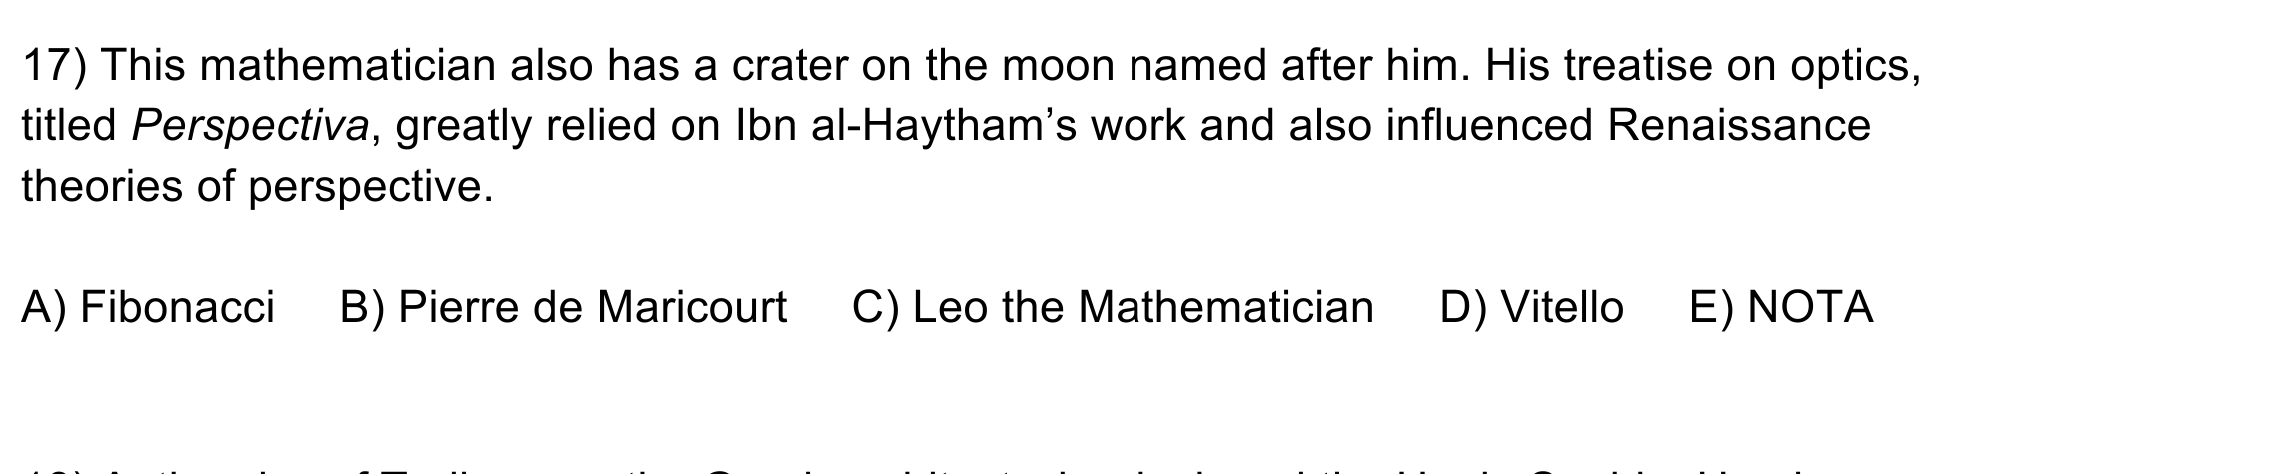 17) This mathematician also has a crater on the moon named after him. His treatise on optics,
titled Perspectiva, greatly relied on Ibn al-Haytham’s work and also influenced Renaissance
theories of perspective.
A) Fibonacci B) Pierre de Maricourt C) Leo the Mathematician D) Vitello E) NOTA